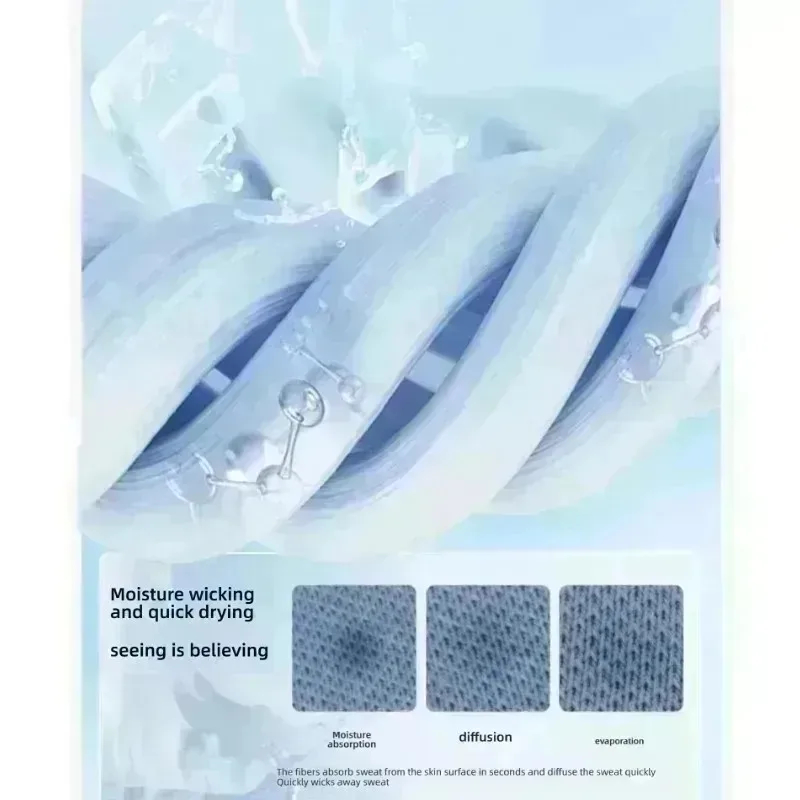 Moisture wicking
and quick drying
seeing is believing
Moisture
absorption
diffusion
evaporation
The fibers absorb sweat from the skin surface in seconds and diffuse the sweat quickly
Quickly wicks away sweat